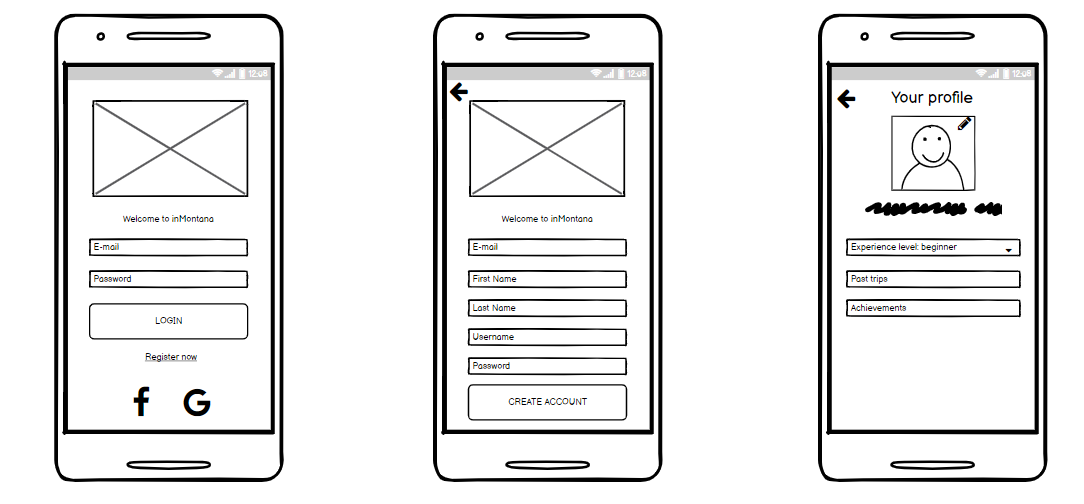 12:08
Welcome to inMontana
E-mail
Password
LOGIN
Register now
12:08
Welcome to inMontana
E-mail
First Name
Last Name
Username
Password
CREATE ACCOUNT
12:08
Your profile
Experience level: beginner
Past trips
Achievements